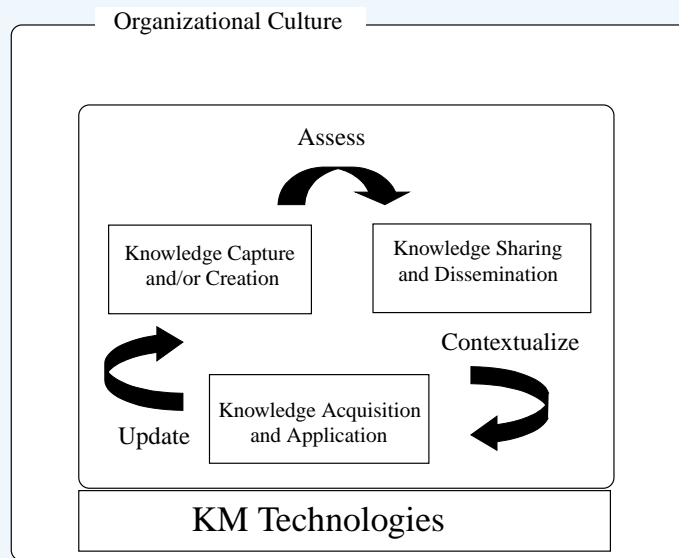 Organizational Culture
Assess
Knowledge Capture
and/or Creation
Knowledge Sharing
and Dissemination
Contextualize
Knowledge Acquisition
and Application
Update
KM Technologies